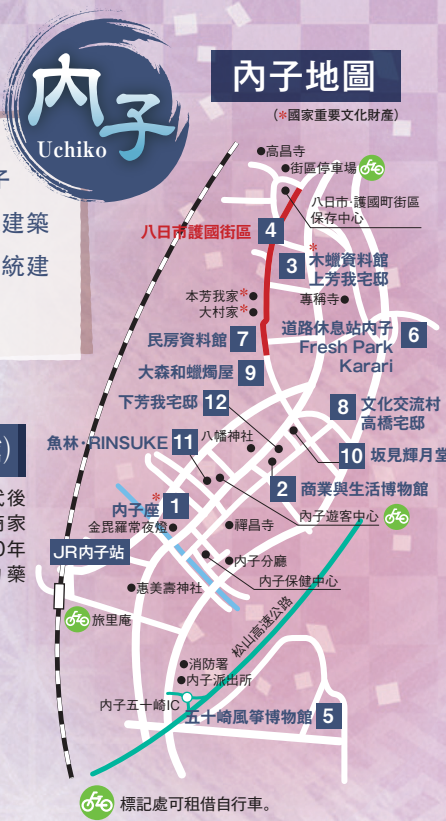 内子
Uchiko
內子地圖
(*國家重要文化財產)
子
建築
統建
代後
商家
0年
藥
高昌寺
街區停車場
八日市・護國町街區
保存中心
八日市護國街區
4
*
3 木蠟資料館
上芳我宅邸
本芳我家*
專稱寺
大村家*
道路休息站內子
Fresh Park
Karari
6
民房資料館 7
大森和蠟燭屋 9
下芳我宅邸 12
8 文化交流村
高橋宅邸
魚林・RINSUKE 11
八幡神社
10 坂見輝月堂
2 商業與生活博物館
內子座* 1
內子遊客中心
金毘羅常夜燈
禪昌寺
JR内子站
内子分廳
内子保健中心
惠美壽神社
旅里庵
松山高速公路
消防署
内子派出所
内子五十崎IC
五十崎風箏博物館 5
標記處可租借自行車。